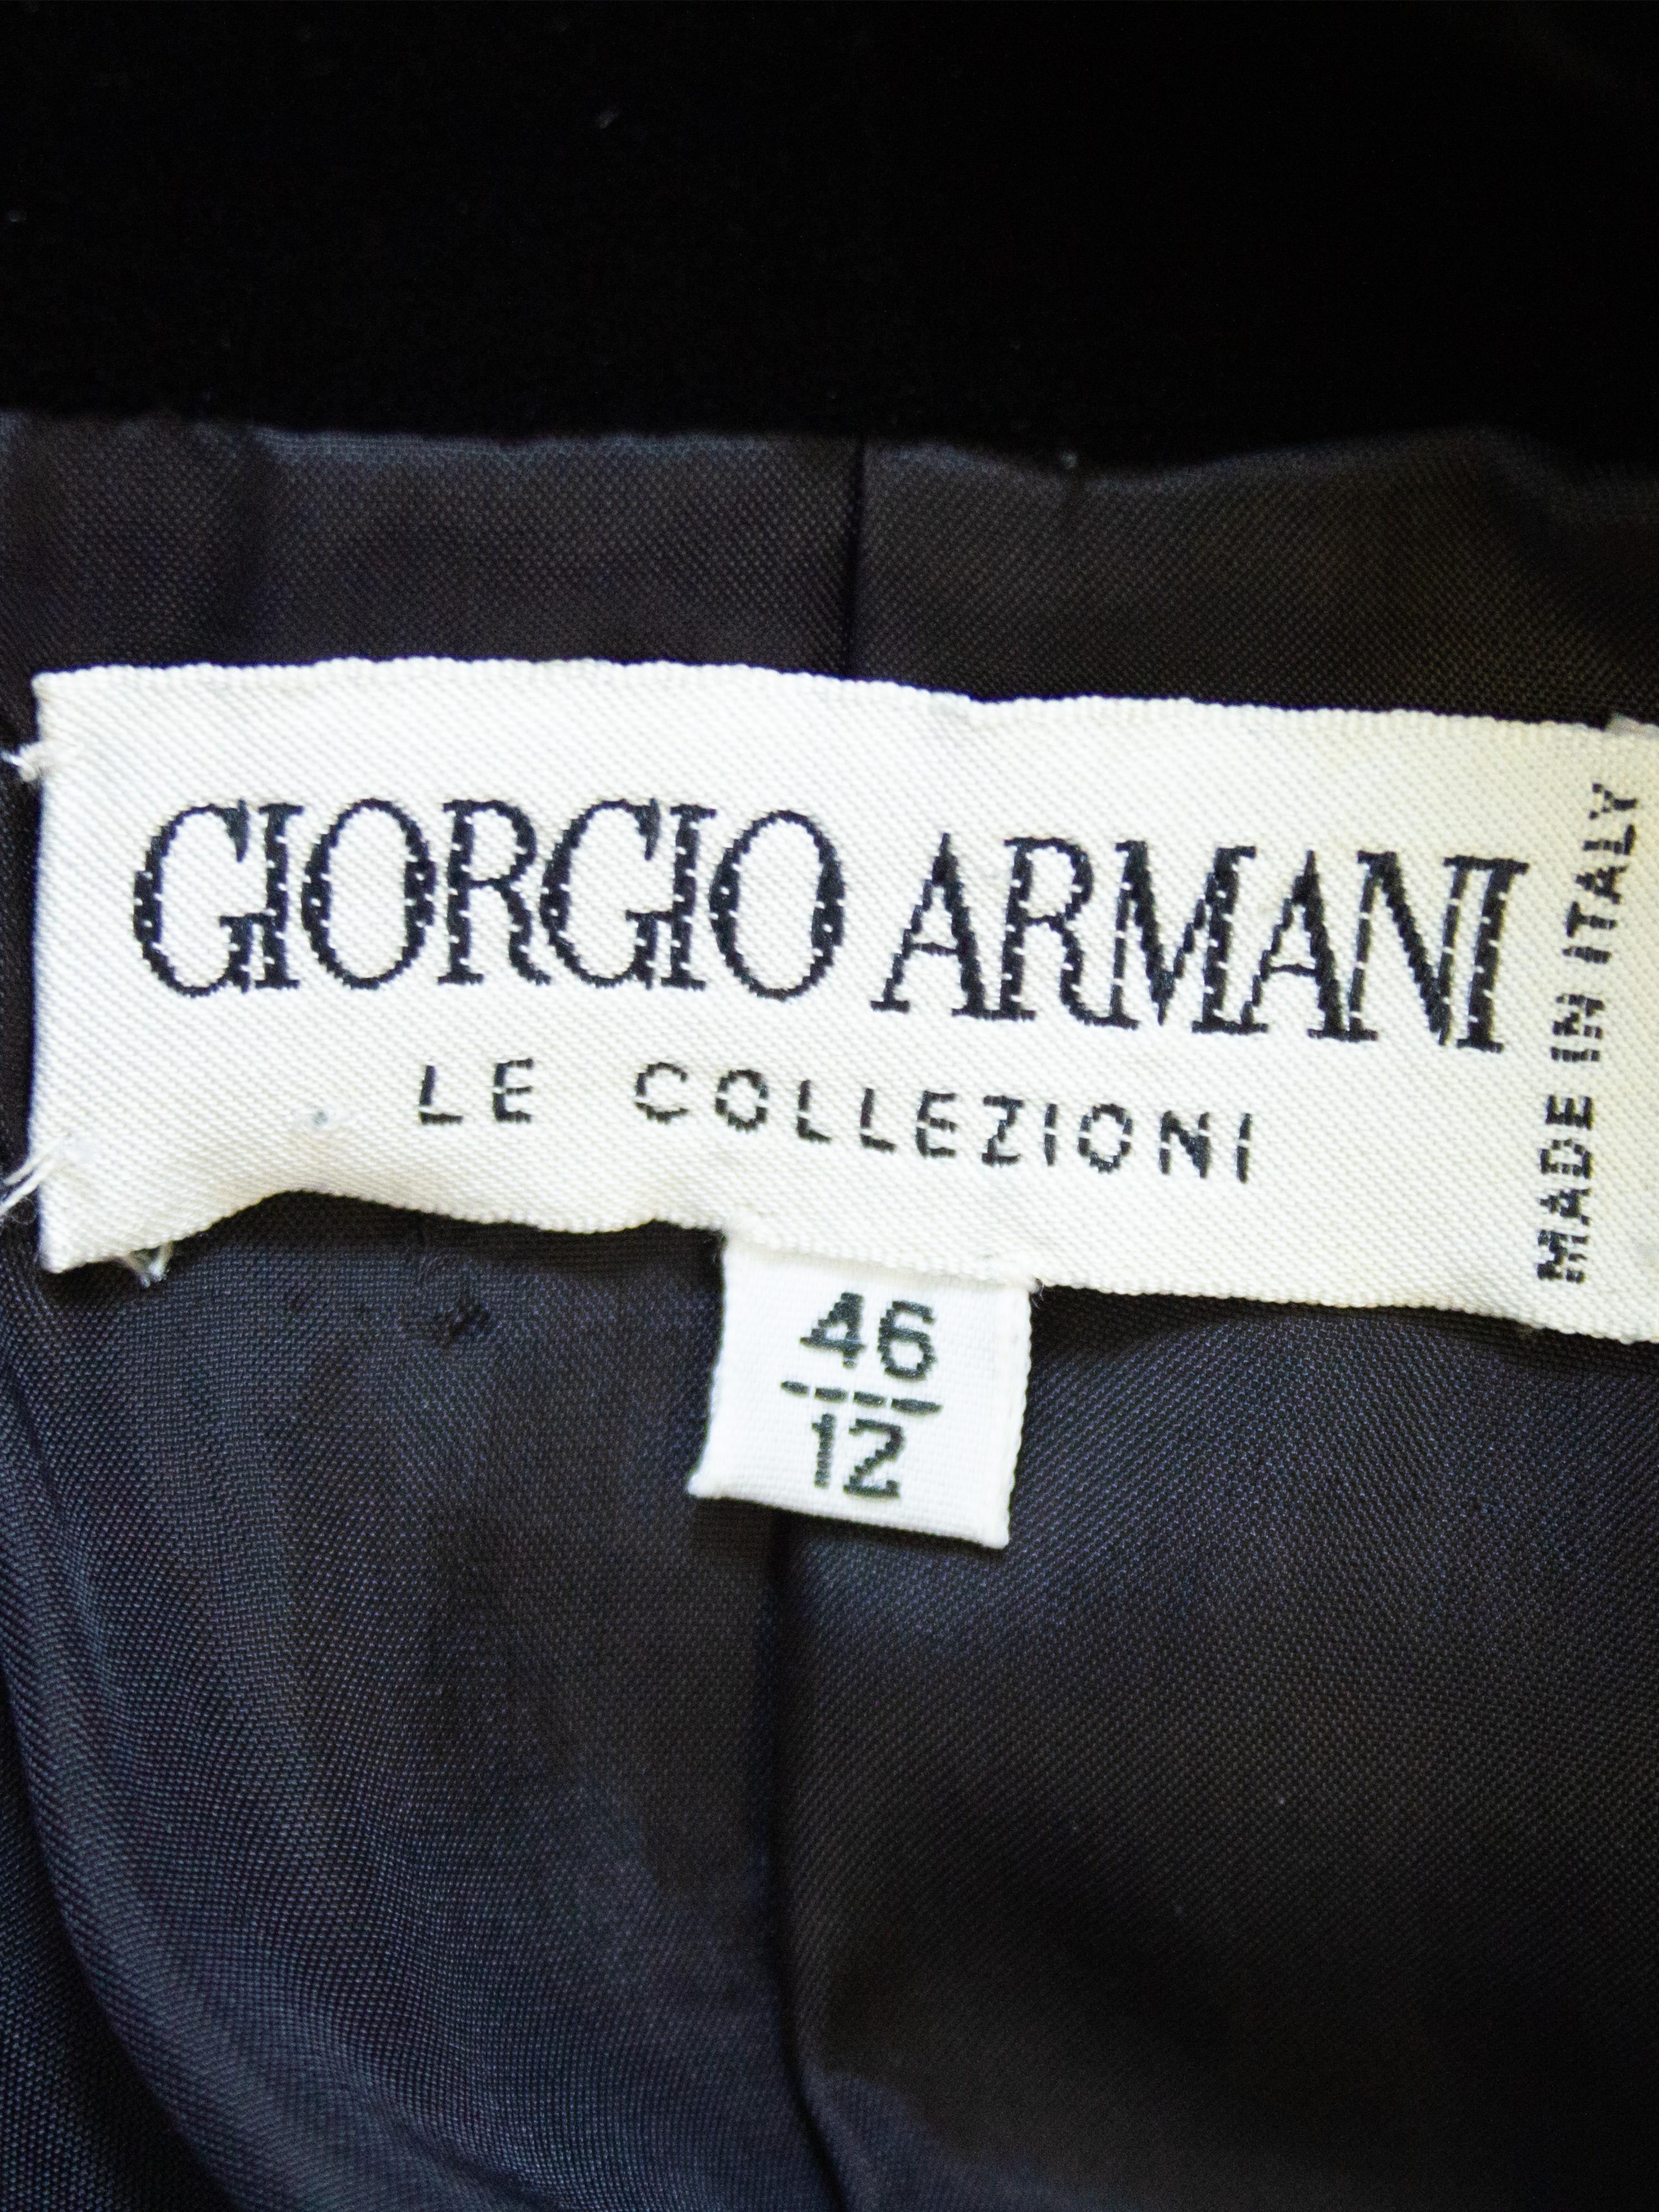 GIORGIO ARMANI
LE COLLEZIONI
MADE IN ITALY
46
12